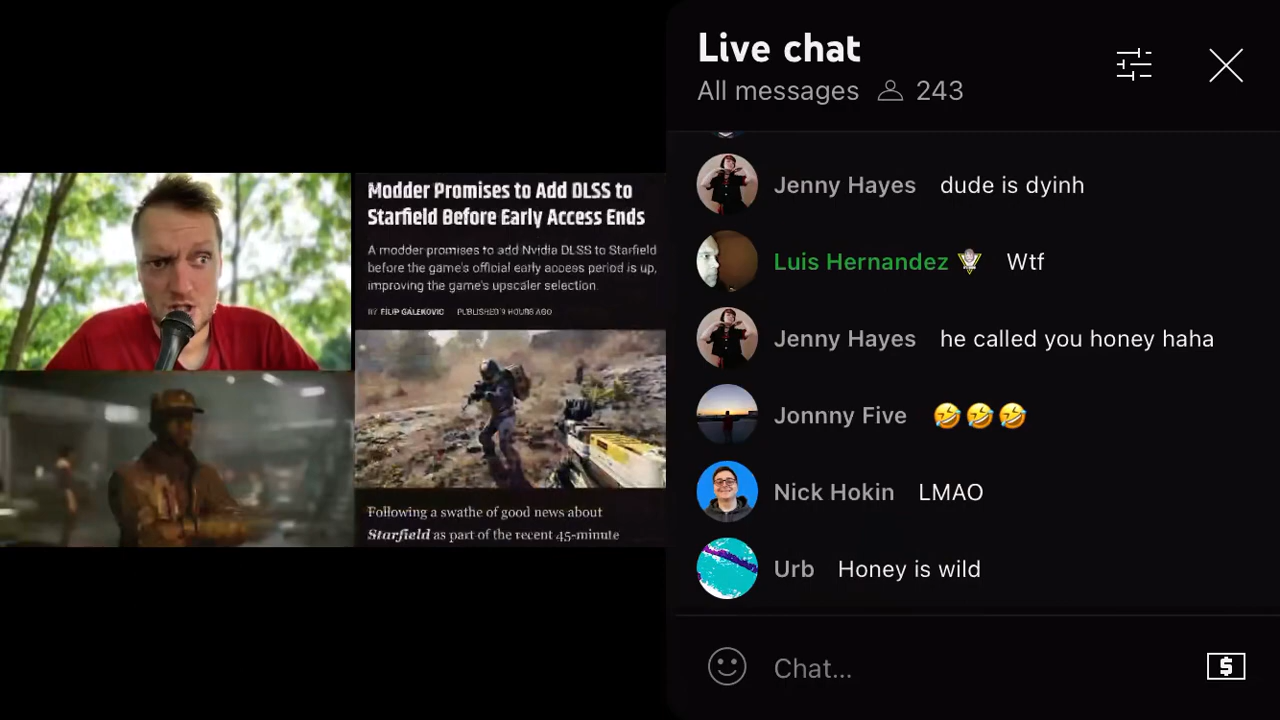 Modder Promises to Add DLSS to
Starfield Before Early Access Ends
A modder promises to add Nvidia DLSS to Starfield
before the game's official early access period is up,
improving the game's upscaler selection.
BY FILIP GALEKOVIC PUBLISHED 9 HOURS AGO
Following a swathe of good news about
Starfield as part of the recent 45-minute
Live chat
All messages 243
Jenny Hayes dude is dyinh
Luis Hernandez Wtf
Jenny Hayes he called you honey haha
Jonnny Five 🤣🤣🤣
Nick Hokin LMAO
Urb Honey is wild
Chat...
$